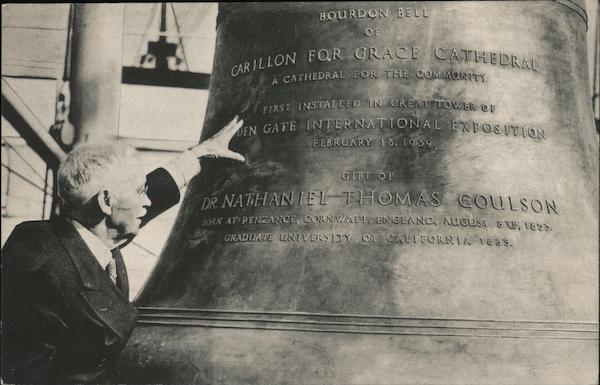 BOURDON BELL
OF
CARILLON FOR GRACE CATHEDRAL
A CATHEDRAL FOR THE COMMUNITY
FIRST INSTALLED IN GREAT TOWER OF
DEN GATE INTERNATIONAL EXPOSITION
FEBRUARY 18, 1939.
GIFT OF
DR NATHANIEL THOMAS COULSON
BORN AT PENZANCE, CORNWALL, ENGLAND, AUGUST 8TH, 1853.
GRADUATE UNIVERSITY OF CALIFORNIA 1885.